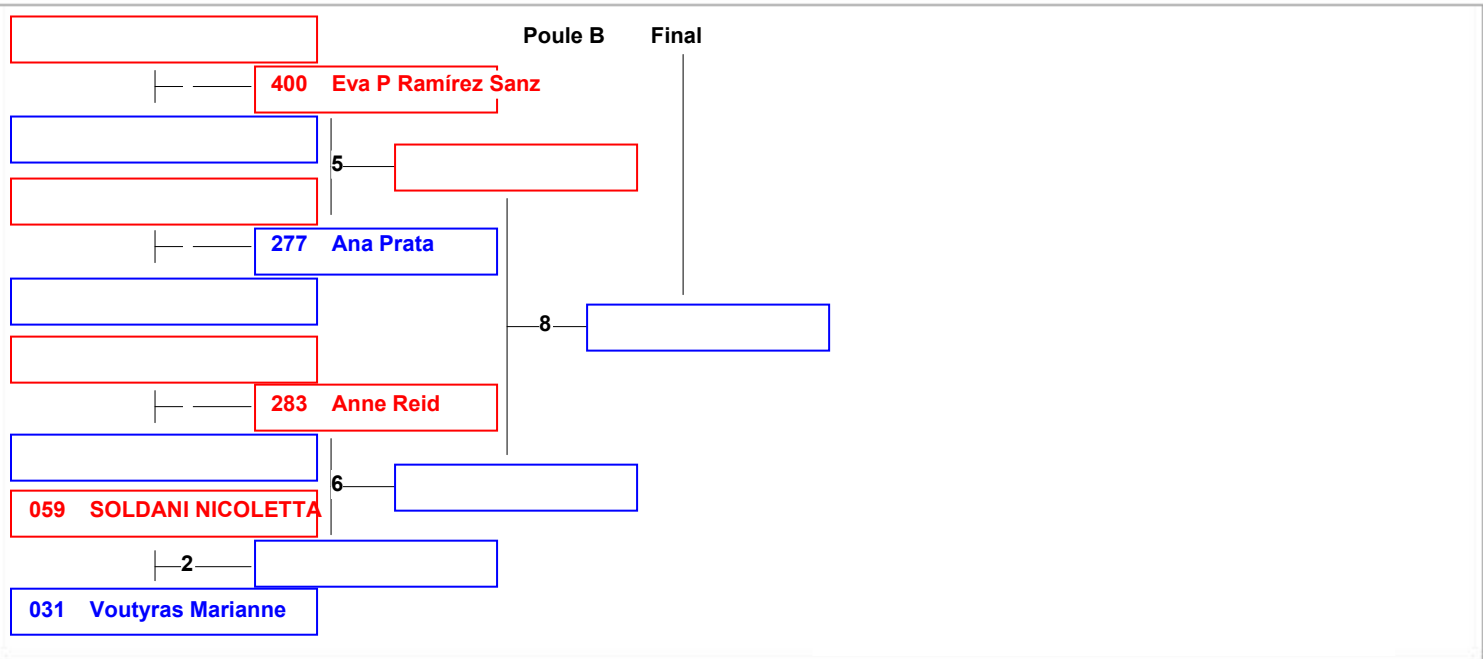 Poule B Final
400 Eva P Ramírez Sanz
5
277 Ana Prata
8
283 Anne Reid
6
059 SOLDANI NICOLETTA
2
031 Voutyras Marianne